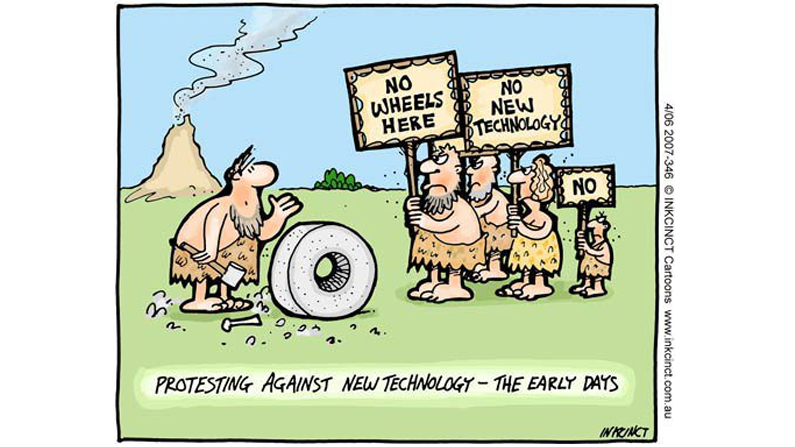 NO
WHEELS
HERE
NO
NEW
TECHNOLOGY
NO
PROTESTING AGAINST NEW TECHNOLOGY – THE EARLY DAYS
INKCINCT
4/06 2007-346 © INKCINCT Cartoons www.inkcinct.com.au